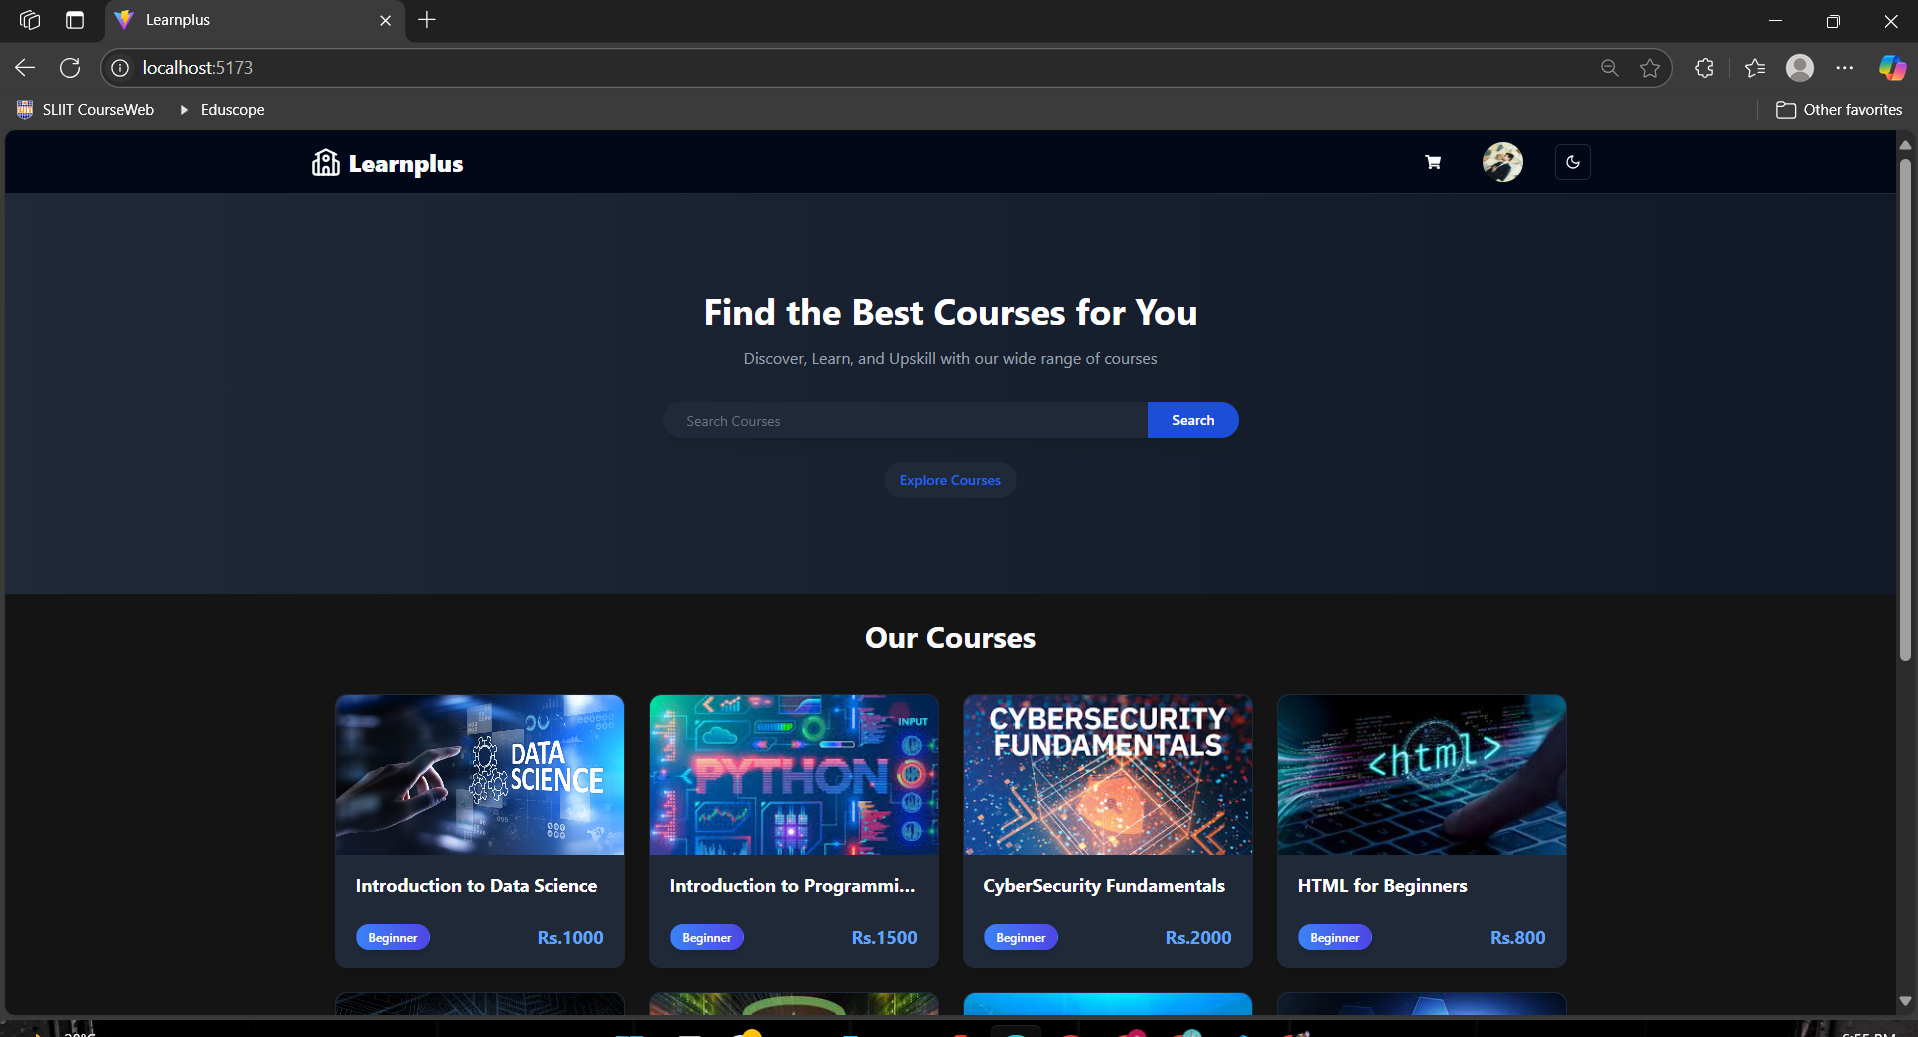 Learnplus
localhost:5173
SLIIT CourseWeb
Eduscope
Other favorites
Learnplus
Find the Best Courses for You
Discover, Learn, and Upskill with our wide range of courses
Search Courses
Search
Explore Courses
Our Courses
DATA
SCIENCE
INPUT
PYTHON
CYBERSECURITY
FUNDAMENTALS
<html>
Introduction to Data Science
Introduction to Programmi...
CyberSecurity Fundamentals
HTML for Beginners
Beginner
Rs.1000
Beginner
Rs.1500
Beginner
Rs.2000
Beginner
Rs.800